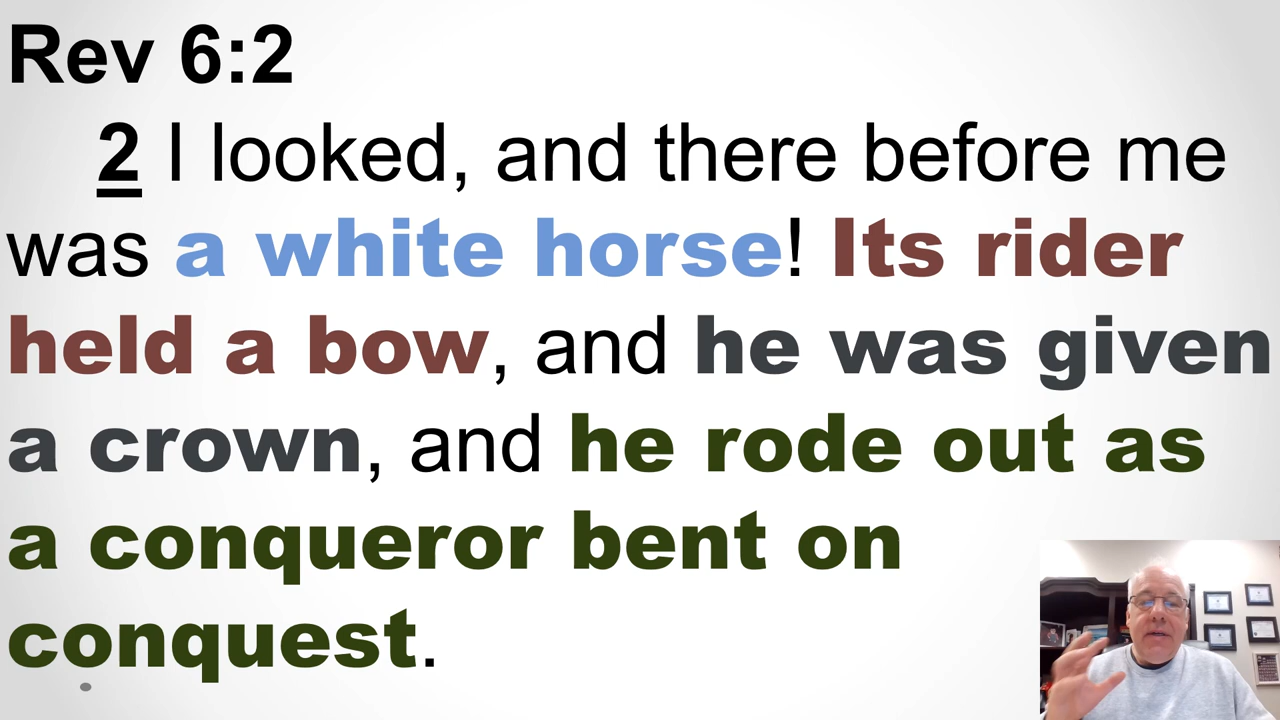 Rev 6:2
2 I looked, and there before me
was a white horse! Its rider
held a bow, and he was given
a crown, and he rode out as
a conqueror bent on
conquest.